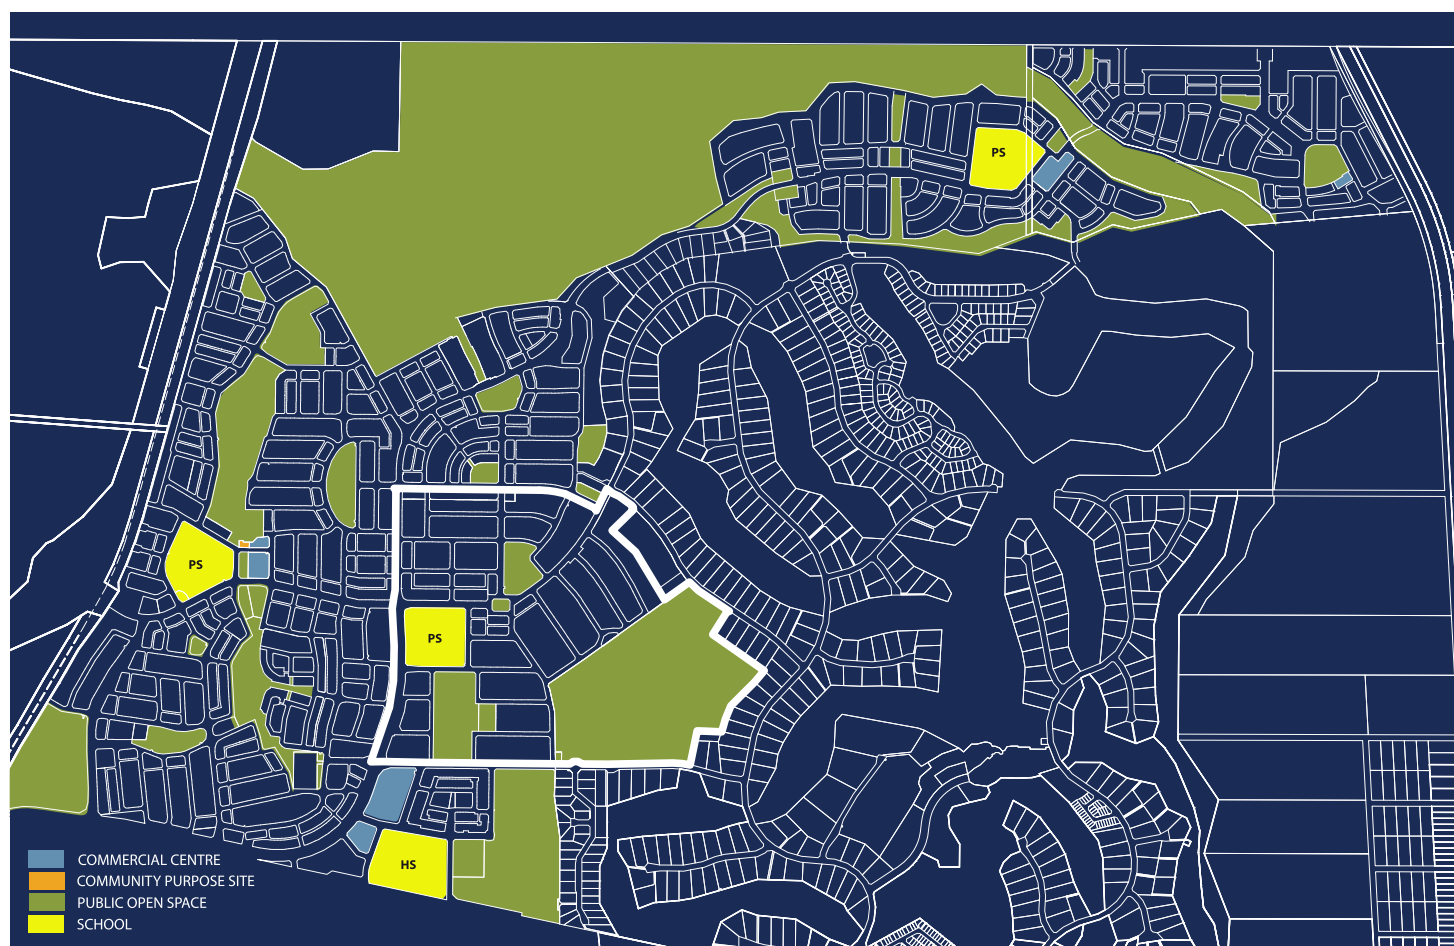 PS
PS
PS
HS
COMMERCIAL CENTRE
COMMUNITY PURPOSE SITE
PUBLIC OPEN SPACE
SCHOOL